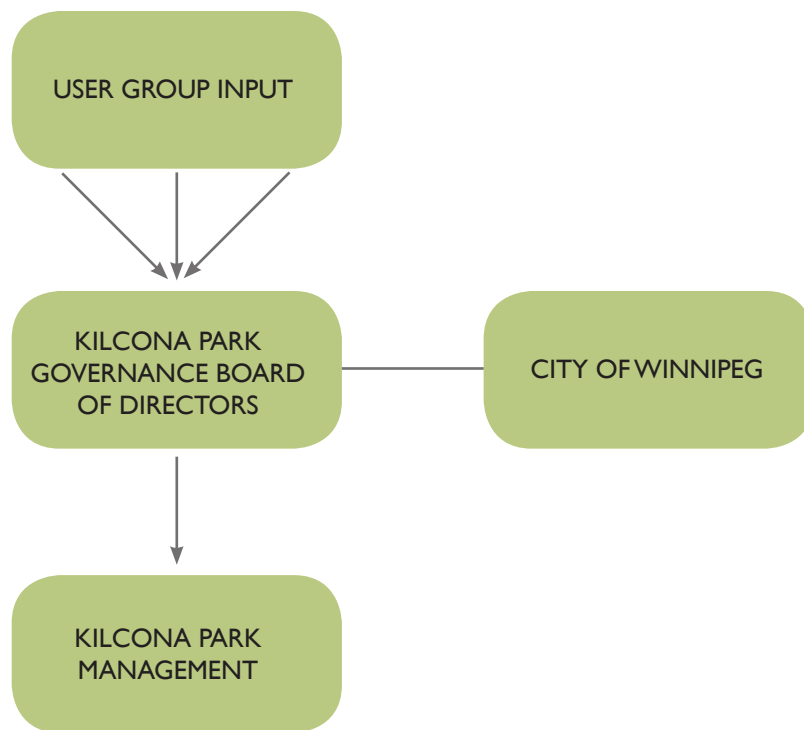 USER GROUP INPUT
KILCONA PARK
GOVERNANCE BOARD
OF DIRECTORS
CITY OF WINNIPEG
KILCONA PARK
MANAGEMENT